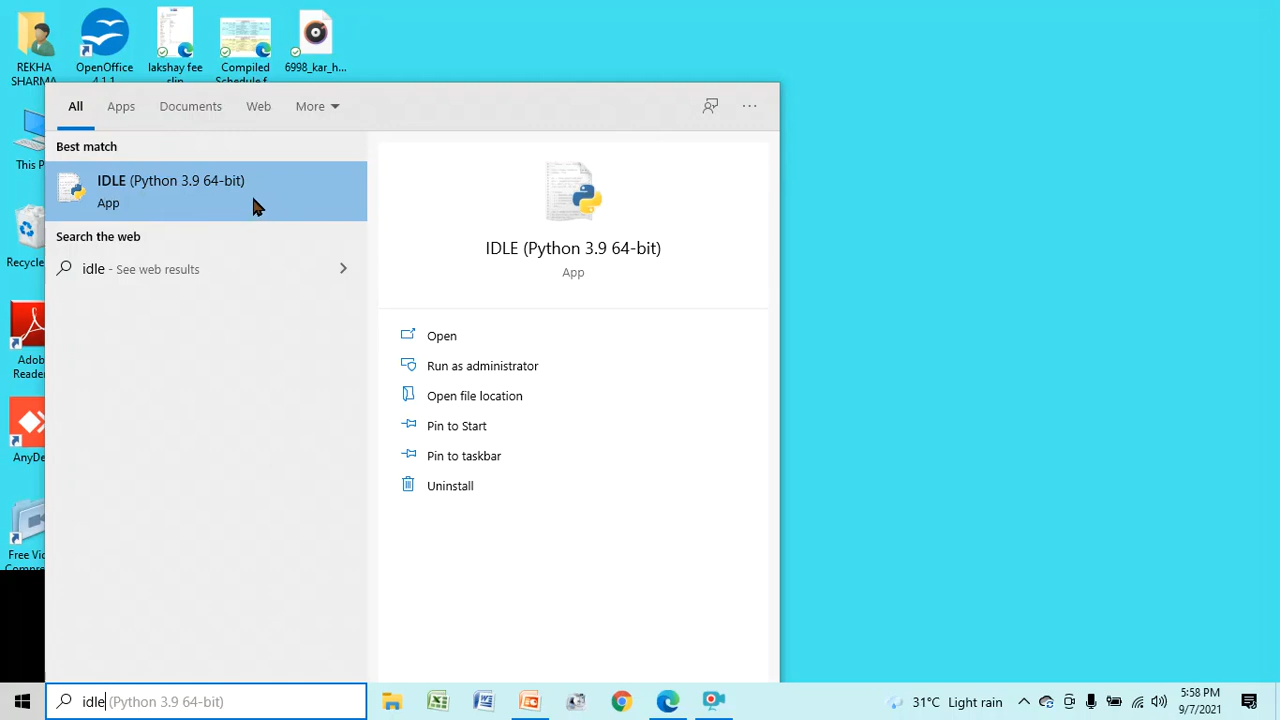 REKHA
SHARMA
OpenOffice
4.1.1
lakshay fee
slip
Compiled
Schedule f...
6998_kar_h...
All
Apps
Documents
Web
More
Best match
IDLE (Python 3.9 64-bit)
App
Search the web
idle - See web results
IDLE (Python 3.9 64-bit)
App
Open
Run as administrator
Open file location
Pin to Start
Pin to taskbar
Uninstall
This P
Recycle
Adob
Reader
AnyDe
Free Vi
Compre
idle (Python 3.9 64-bit)
31°C Light rain
5:58 PM
9/7/2021